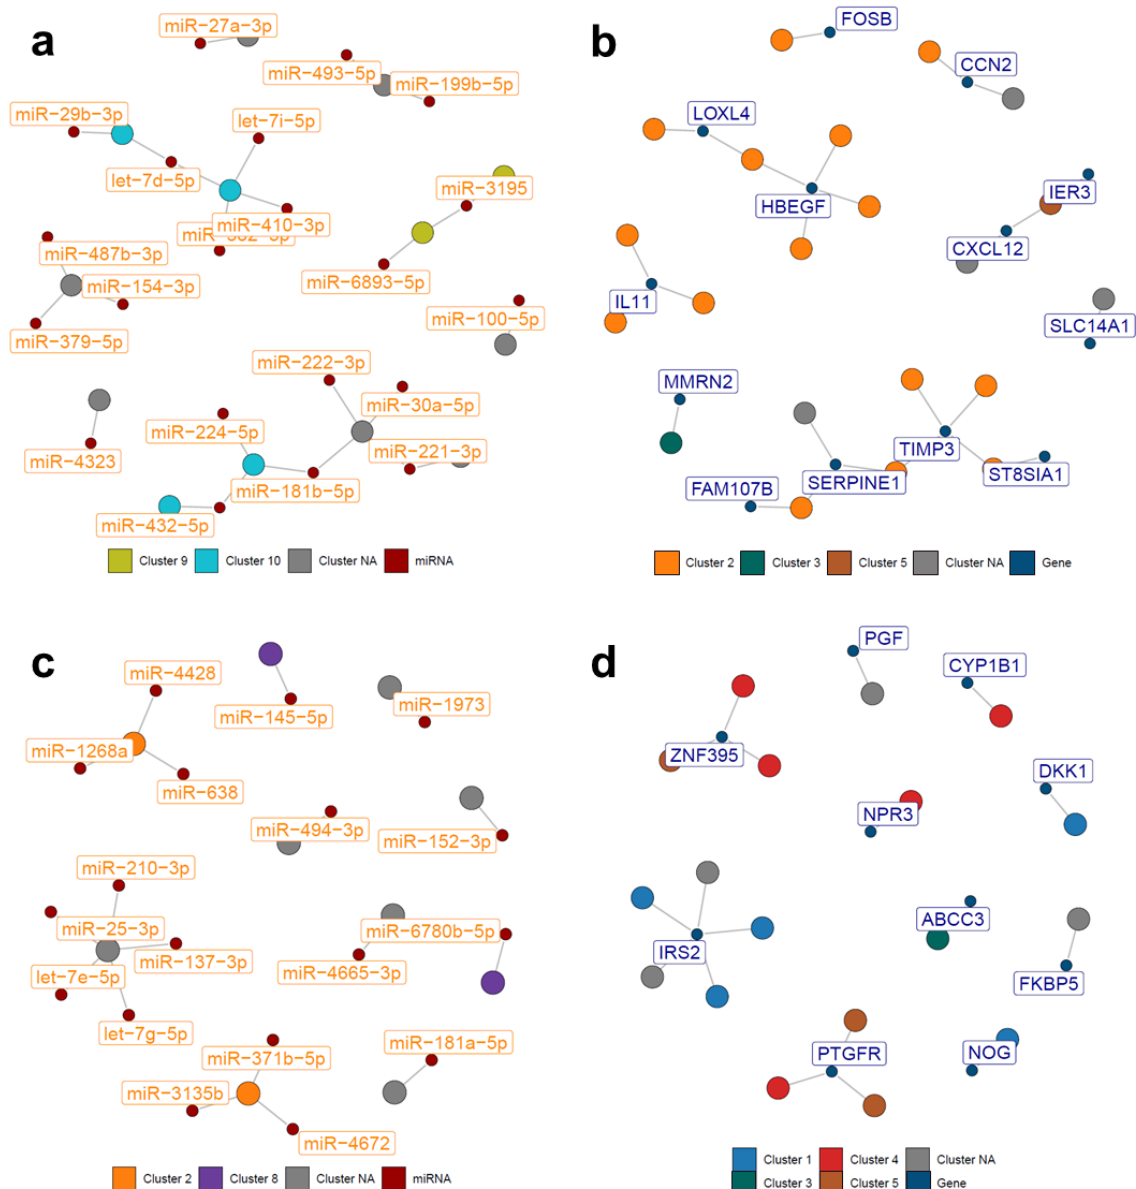 a
miR−27a−3p
miR−493−5p
miR−199b−5p
miR−29b−3p
let−7i−5p
let−7d−5p
miR−3195
miR−410−3p
miR−487b−3p
miR−6893−5p
miR−154−3p
miR−100−5p
miR−379−5p
miR−222−3p
miR−30a−5p
miR−224−5p
miR−221−3p
miR−4323
miR−181b−5p
miR−432−5p
Cluster 9 Cluster 10 Cluster NA miRNA
b
FOSB
CCN2
LOXL4
IER3
HBEGF
CXCL12
IL11
SLC14A1
MMRN2
TIMP3
ST8SIA1
SERPINE1
FAM107B
Cluster 2 Cluster 3 Cluster 5 Cluster NA Gene
c
miR−4428
miR−145−5p
miR−1973
miR−1268a
miR−638
miR−494−3p
miR−152−3p
miR−210−3p
miR−25−3p
miR−6780b−5p
miR−137−3p
miR−4665−3p
let−7e−5p
let−7g−5p
miR−181a−5p
miR−371b−5p
miR−3135b
miR−4672
Cluster 2 Cluster 8 Cluster NA miRNA
d
PGF
CYP1B1
ZNF395
DKK1
NPR3
ABCC3
IRS2
FKBP5
PTGFR
NOG
Cluster 1 Cluster 4 Cluster NA
Cluster 3 Cluster 5 Gene